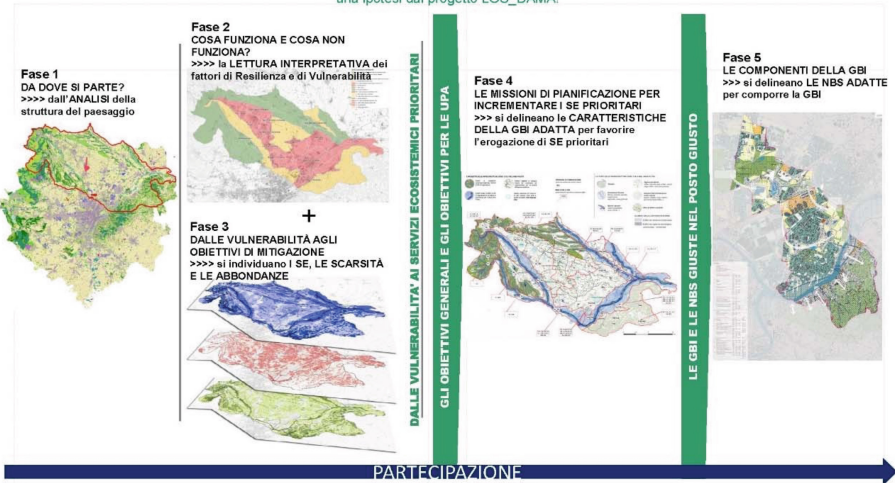 una ipotesi dal progetto LOS_DAMA!
Fase 1
DA DOVE SI PARTE?
>>>> dall'ANALISI della
struttura del paesaggio
Fase 2
COSA FUNZIONA E COSA NON
FUNZIONA?
>>>> la LETTURA INTERPRETATIVA dei
fattori di Resilienza e di Vulnerabilità
+
Fase 3
DALLE VULNERABILITÀ AGLI
OBIETTIVI DI MITIGAZIONE
>>>> si individuano I SE, LE SCARSITÀ
E LE ABBONDANZE
DALLE VULNERABILITA' AI SERVIZI ECOSISTEMICI PRIORITARI
GLI OBIETTIVI GENERALI E GLI OBIETTIVI PER LE UPA
Fase 4
LE MISSIONI DI PIANIFICAZIONE PER
INCREMENTARE I SE PRIORITARI
>>> si delineano le CARATTERISTICHE
DELLA GBI ADATTA per favorire
l'erogazione di SE prioritari
LE GBI E LE NBS GIUSTE NEL POSTO GIUSTO
Fase 5
LE COMPONENTI DELLA GBI
>>> si delineano LE NBS ADATTE
per comporre la GBI
PARTECIPAZIONE